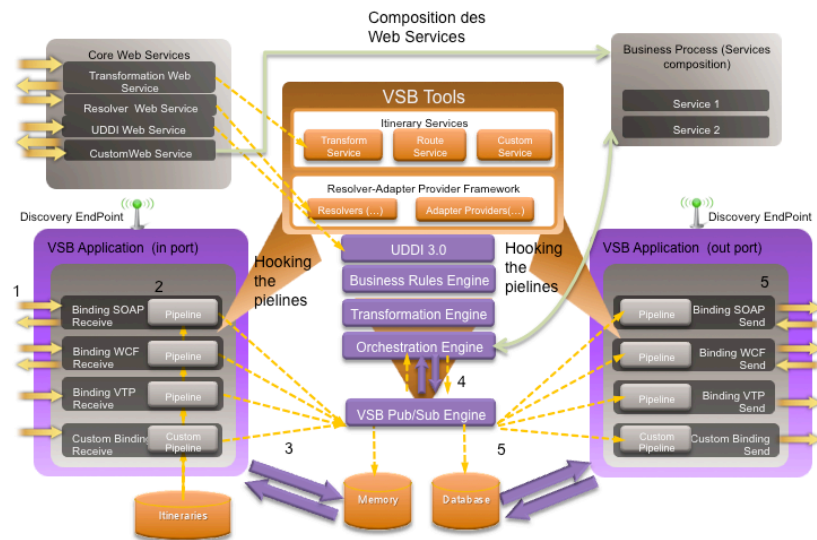 Composition des
Web Services
Core Web Services
Transformation Web
Service
Resolver Web Service
UDDI Web Service
CustomWeb Service
Business Process (Services
composition)
Service 1
Service 2
VSB Tools
Itinerary Services
Transform
Service
Route
Service
Custom
Service
Resolver-Adapter Provider Framework
Resolvers (...)
Adapter Providers(...)
Discovery EndPoint
Discovery EndPoint
VSB Application (in port)
VSB Application (out port)
Hooking
the
pielines
Hooking
the
pielines
UDDI 3.0
Business Rules Engine
Transformation Engine
Orchestration Engine
4
VSB Pub/Sub Engine
1
2
Binding SOAP
Receive
Pipeline
Binding WCF
Receive
Pipeline
Binding VTP
Receive
Pipeline
Custom Binding
Receive
Custom
Pipeline
5
Pipeline
Binding SOAP
Send
Pipeline
Binding WCF
Send
Pipeline
Binding VTP
Send
Custom
Pipeline
Custom Binding
Send
3
5
Itineraries
Memory
Database